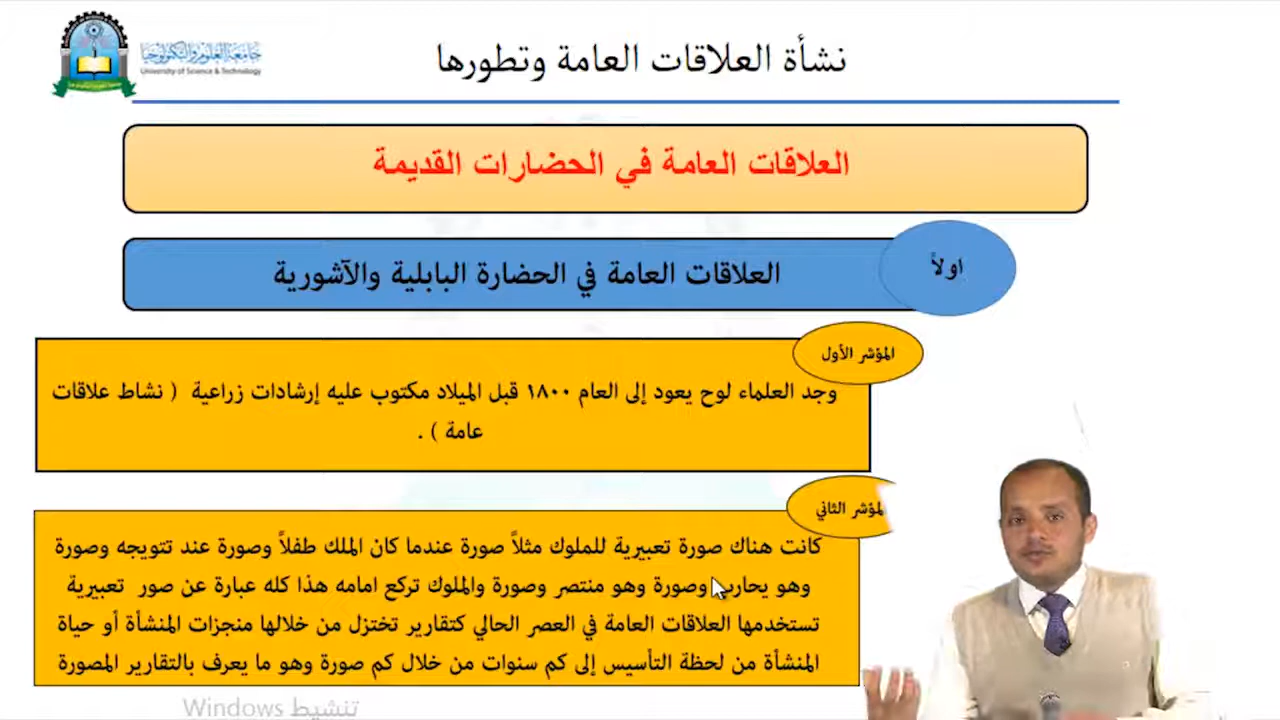 جامعة العلوم والتكنولوجيا
University of Science & Technology
نشأة العلاقات العامة وتطورها
العلاقات العامة في الحضارات القديمة
اولاً
العلاقات العامة في الحضارة البابلية والآشورية
المؤشر الأول
وجد العلماء لوح يعود إلى العام ١٨٠٠ قبل الميلاد مكتوب عليه إرشادات زراعية ( نشاط علاقات
عامة ) .
المؤشر الثاني
كانت هناك صورة تعبيرية للملوك مثلاً صورة عندما كان الملك طفلاً وصورة عند تتويجه وصورة
وهو يحارب وصورة وهو منتصر وصورة والملوك تركع امامه هذا كله عبارة عن صور تعبيرية
تستخدمها العلاقات العامة في العصر الحالي كتقارير تختزل من خلالها منجزات المنشأة أو حياة
المنشأة من لحظة التأسيس إلى كم سنوات من خلال كم صورة وهو ما يعرف بالتقارير المصورة
تنشيط Windows